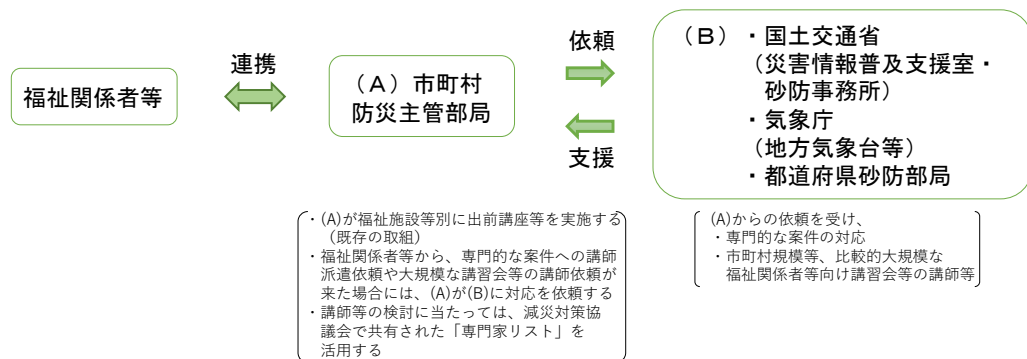 福祉関係者等
連携
（A）市町村
防災主管部局
依頼
支援
（B）・国土交通省
（災害情報普及支援室・
砂防事務所）
・気象庁
（地方気象台等）
・都道府県砂防部局
・(A)が福祉施設等別に出前講座等を実施する
（既存の取組）
・福祉関係者等から、専門的な案件への講師
派遣依頼や大規模な講習会等の講師依頼が
来た場合には、(A)が(B)に対応を依頼する
・講師等の検討に当たっては、減災対策協
議会で共有された「専門家リスト」を
活用する
(A)からの依頼を受け、
・専門的な案件の対応
・市町村規模等、比較的大規模な
福祉関係者等向け講習会等の講師等